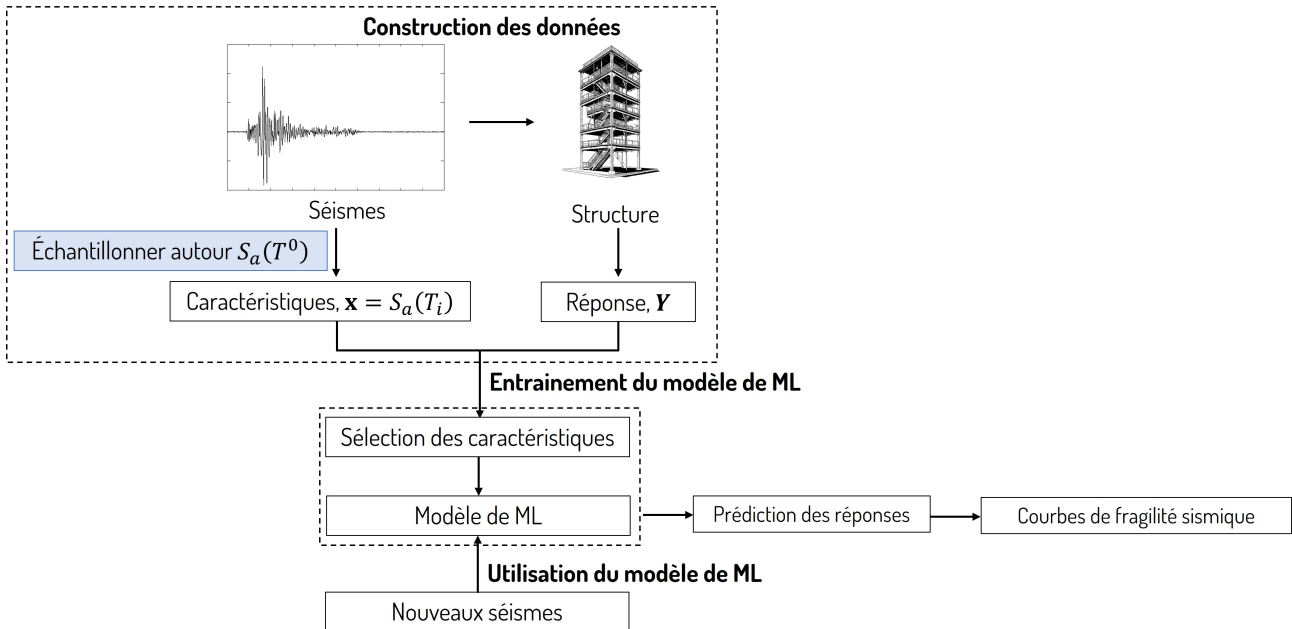 Construction des données
Séismes
Structure
Échantillonner autour S_a(T^0)
Caractéristiques, x = S_a(T_i)
Réponse, Y
Entrainement du modèle de ML
Sélection des caractéristiques
Modèle de ML
Prédiction des réponses
Courbes de fragilité sismique
Utilisation du modèle de ML
Nouveaux séismes